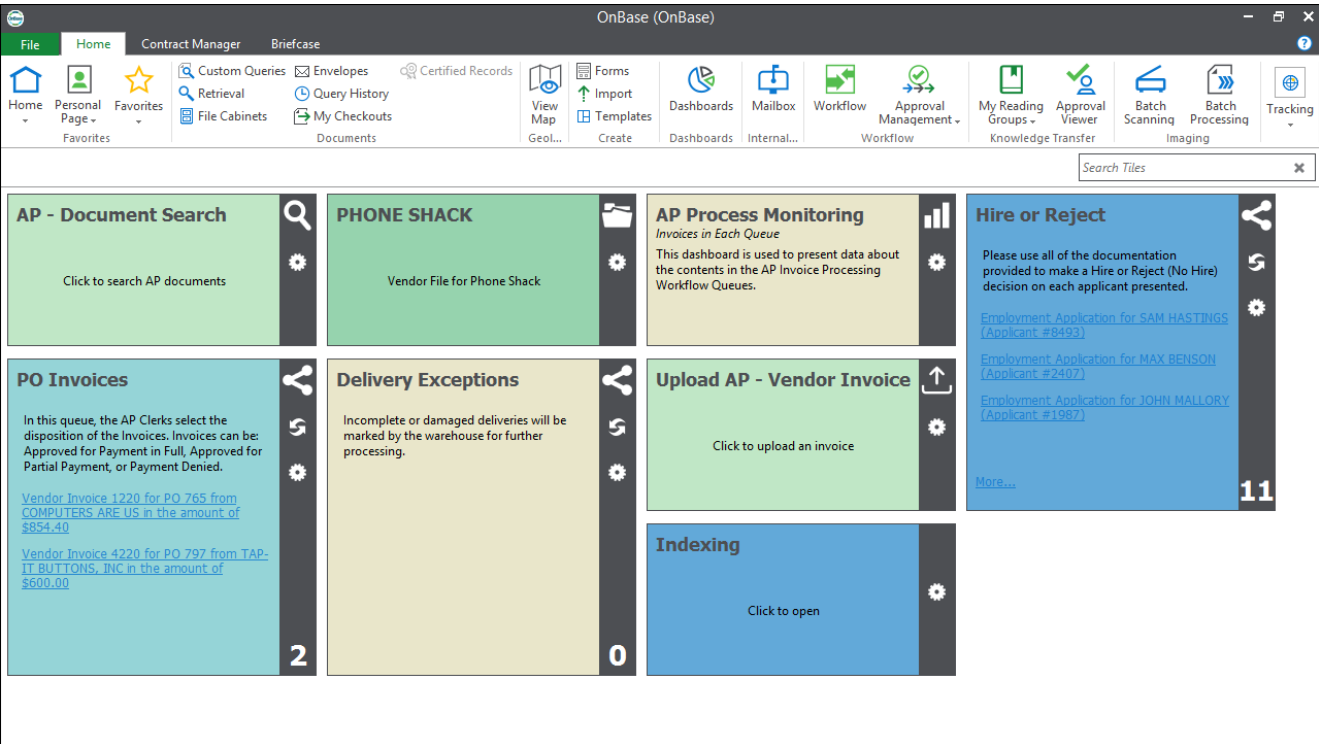 OnBase (OnBase)
File Home Contract Manager Briefcase
Home
Personal Page
Favorites
Favorites
Custom Queries Envelopes Certified Records
Retrieval Query History
File Cabinets My Checkouts
Documents
View Map
Geol...
Forms
Import
Templates
Create
Dashboards
Dashboards
Mailbox
Internal...
Workflow
Approval Management
Workflow
My Reading Groups
Approval Viewer
Knowledge Transfer
Batch Scanning
Batch Processing
Imaging
Tracking
Search Tiles
AP - Document Search
Click to search AP documents
PHONE SHACK
Vendor File for Phone Shack
AP Process Monitoring
Invoices in Each Queue
This dashboard is used to present data about
the contents in the AP Invoice Processing
Workflow Queues.
Hire or Reject
Please use all of the documentation
provided to make a Hire or Reject (No Hire)
decision on each applicant presented.
Employment Application for SAM HASTINGS
(Applicant #8493)
Employment Application for MAX BENSON
(Applicant #2407)
Employment Application for JOHN MALLORY
(Applicant #1987)
More...
11
PO Invoices
In this queue, the AP Clerks select the
disposition of the Invoices. Invoices can be:
Approved for Payment in Full, Approved for
Partial Payment, or Payment Denied.
Vendor Invoice 1220 for PO 765 from
COMPUTERS ARE US in the amount of
$854.40
Vendor Invoice 4220 for PO 797 from TAP-
IT BUTTONS, INC in the amount of
$600.00
2
Delivery Exceptions
Incomplete or damaged deliveries will be
marked by the warehouse for further
processing.
0
Upload AP - Vendor Invoice
Click to upload an invoice
Indexing
Click to open